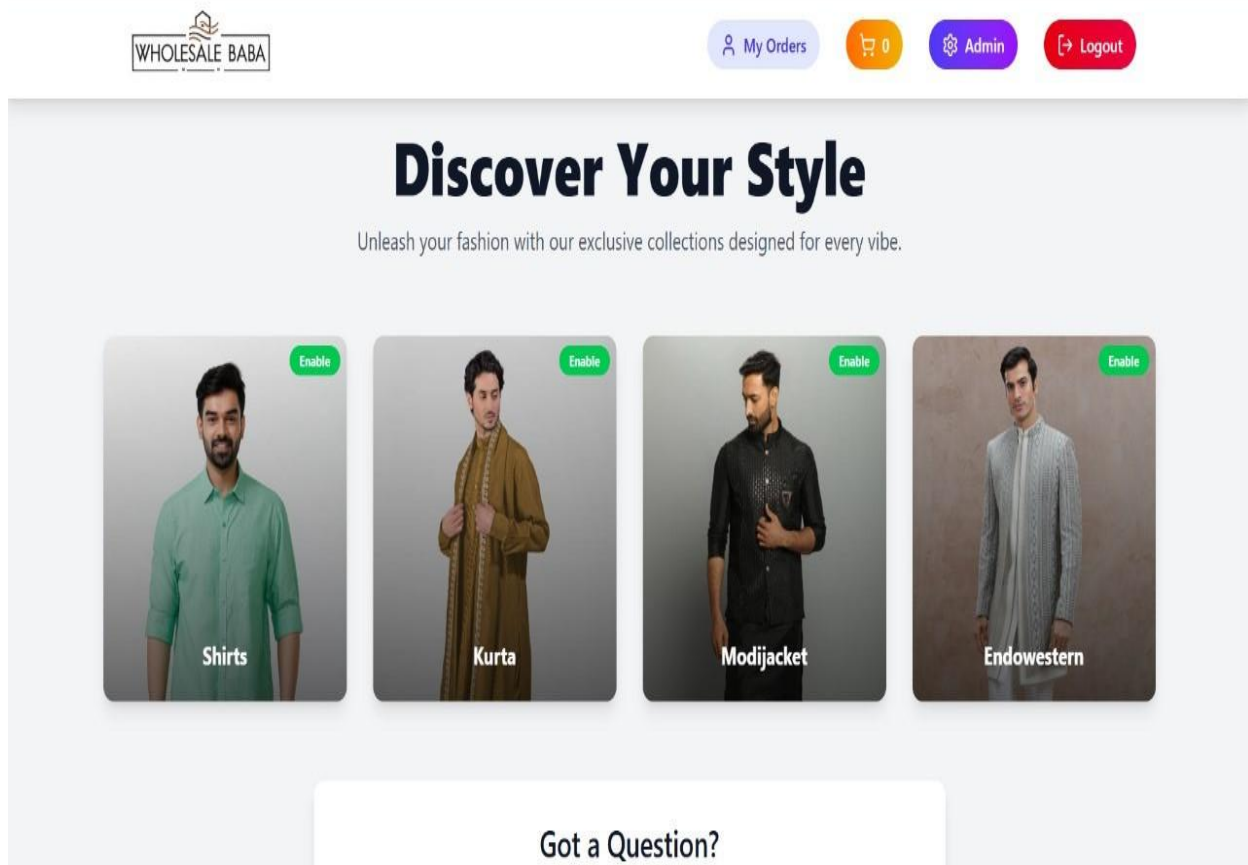 WHOLESALE BABA
My Orders
0
Admin
Logout
Discover Your Style
Unleash your fashion with our exclusive collections designed for every vibe.
Enable
Enable
Enable
Enable
Shirts
Kurta
Modijacket
Endowestern
Got a Question?